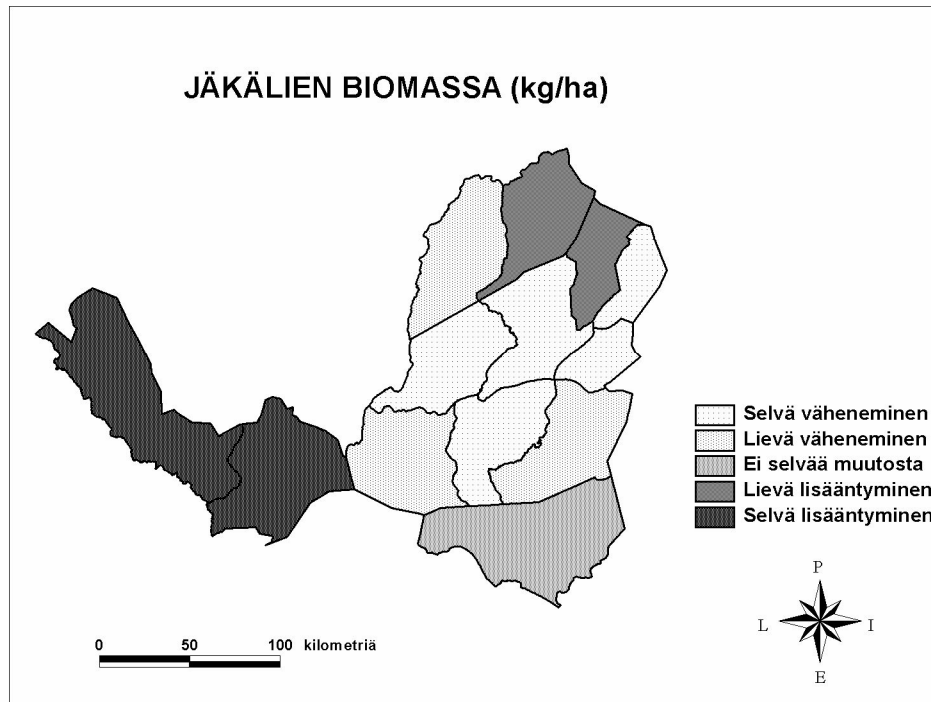 JÄKÄLIEN BIOMASSA (kg/ha)
Selvä väheneminen
Lievä väheneminen
Ei selvää muutosta
Lievä lisääntyminen
Selvä lisääntyminen
P
L I
E
0 50 100 kilometriä